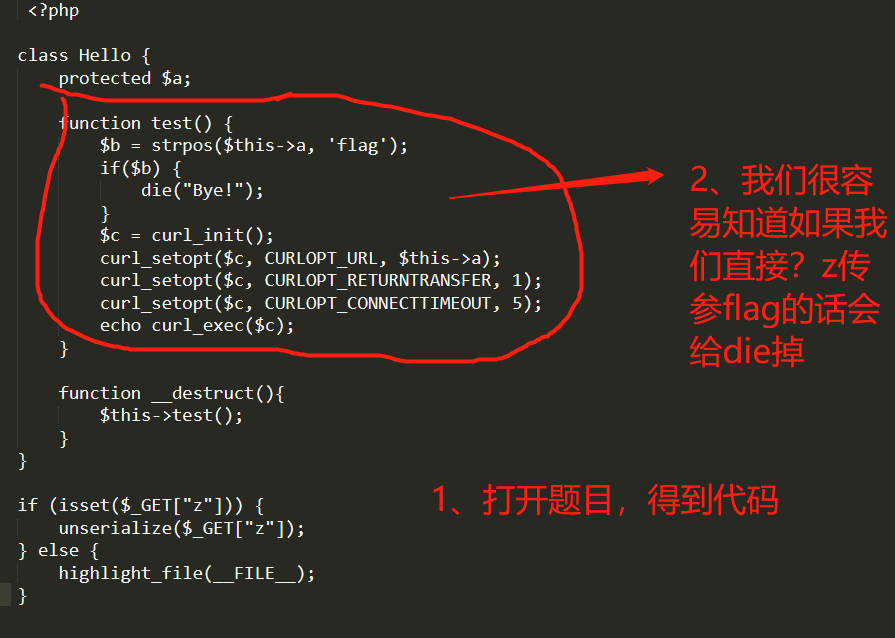 <?php
class Hello {
    protected $a;
    function test() {
        $b = strpos($this->a, 'flag');
        if($b) {
            die("Bye!");
        }
        $c = curl_init();
        curl_setopt($c, CURLOPT_URL, $this->a);
        curl_setopt($c, CURLOPT_RETURNTRANSFER, 1);
        curl_setopt($c, CURLOPT_CONNECTTIMEOUT, 5);
        echo curl_exec($c);
    }
    function __destruct(){
        $this->test();
    }
}
if (isset($_GET["z"])) {
    unserialize($_GET["z"]);
} else {
    highlight_file(__FILE__);
}
2、我们很容
易知道如果我
们直接？z传
参flag的话会
给die掉
1、打开题目，得到代码